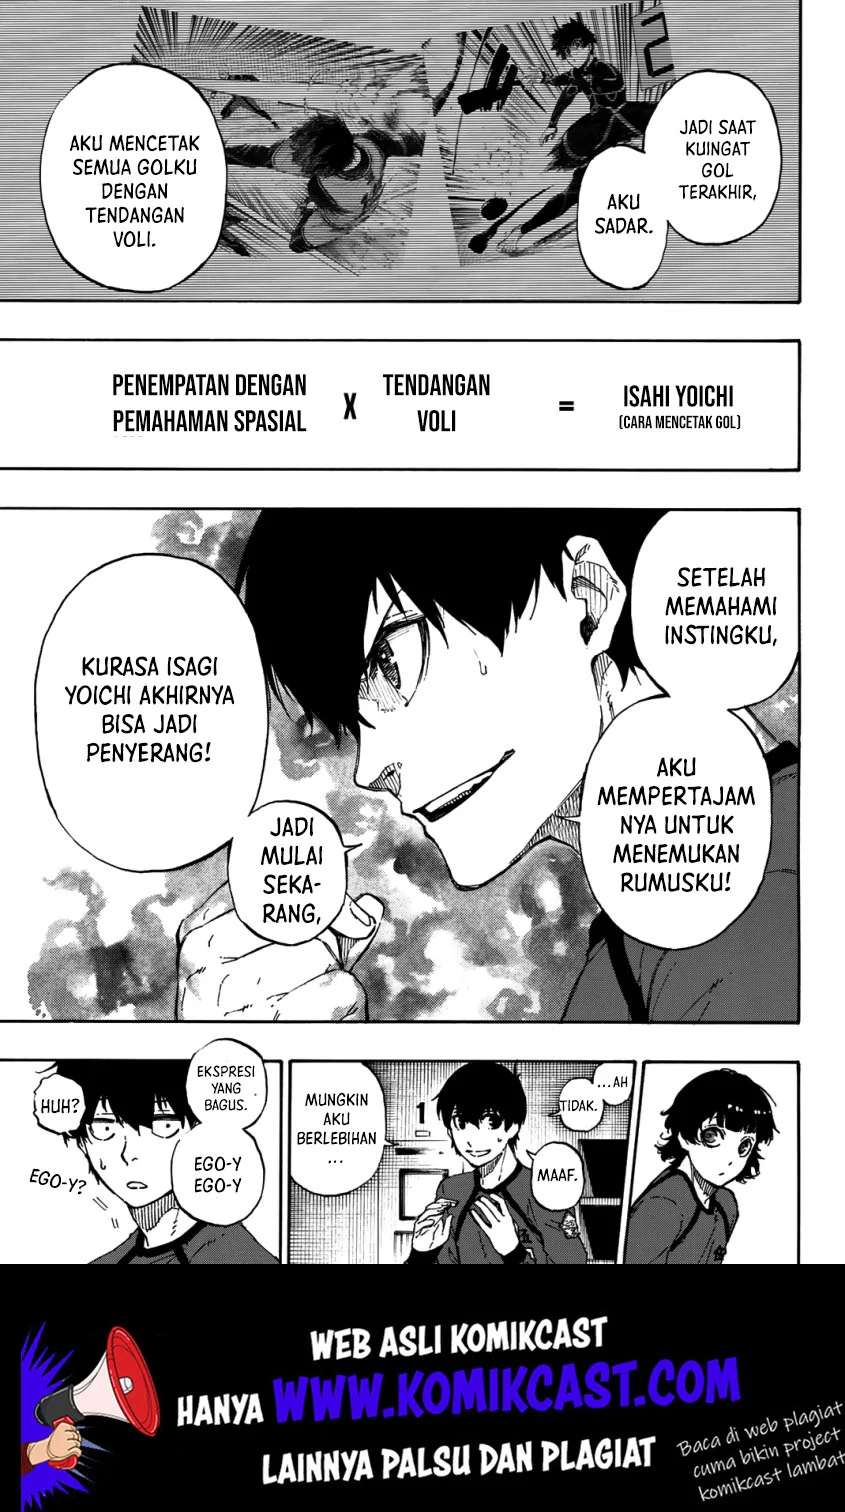 JADI SAAT
KUINGAT
GOL
TERAKHIR,
AKU
SADAR.
AKU MENCETAK
SEMUA GOLKU
DENGAN
TENDANGAN
VOLI.
2
PENEMPATAN DENGAN
PEMAHAMAN SPASIAL
X
TENDANGAN
VOLI
=
ISAHI YOICHI
(CARA MENCETAK GOL)
SETELAH
MEMAHAMI
INSTINGKU,
AKU
MEMPERTAJAM
NYA UNTUK
MENEMUKAN
RUMUSKU!
JADI
MULAI
SEKA-
RANG,
KURASA ISAGI
YOICHI AKHIRNYA
BISA JADI
PENYERANG!
...AH
TIDAK.
MAAF.
MUNGKIN
AKU
BERLEBIHAN
...
1
EKSPRESI
YANG
BAGUS.
EGO-Y
EGO-Y
HUH?
EGO-Y?
WEB ASLI KOMIKCAST
HANYA WWW.KOMIKCAST.COM
LAINNYA PALSU DAN PLAGIAT
Baca di web plagiat
cuma bikin project
komikcast lambat